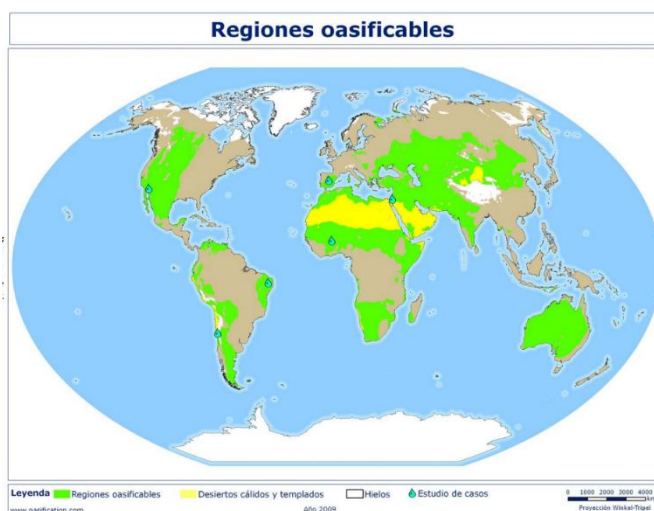 Regiones oasificables
Leyenda Regiones oasificables Desiertos cálidos y templados Hielos Estudio de casos
0 1000 2000 3000 4000
km
www.oasification.com Año 2009 Proyección Winkel-Tripel